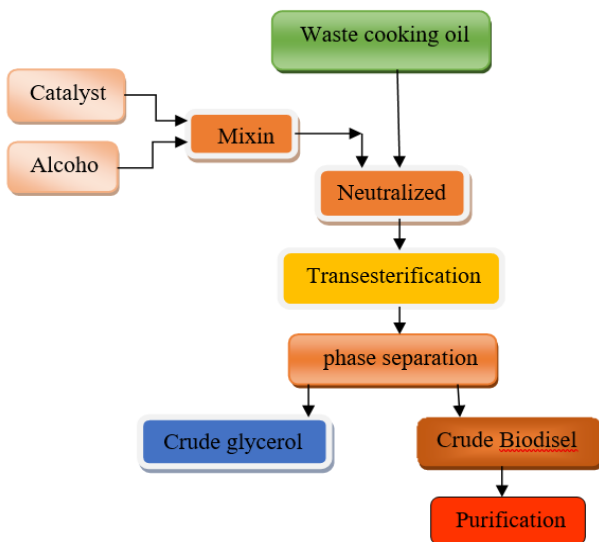 Waste cooking oil
Catalyst
Mixin
Alcoho
Neutralized
Transesterification
phase separation
Crude glycerol
Crude Biodisel
Purification